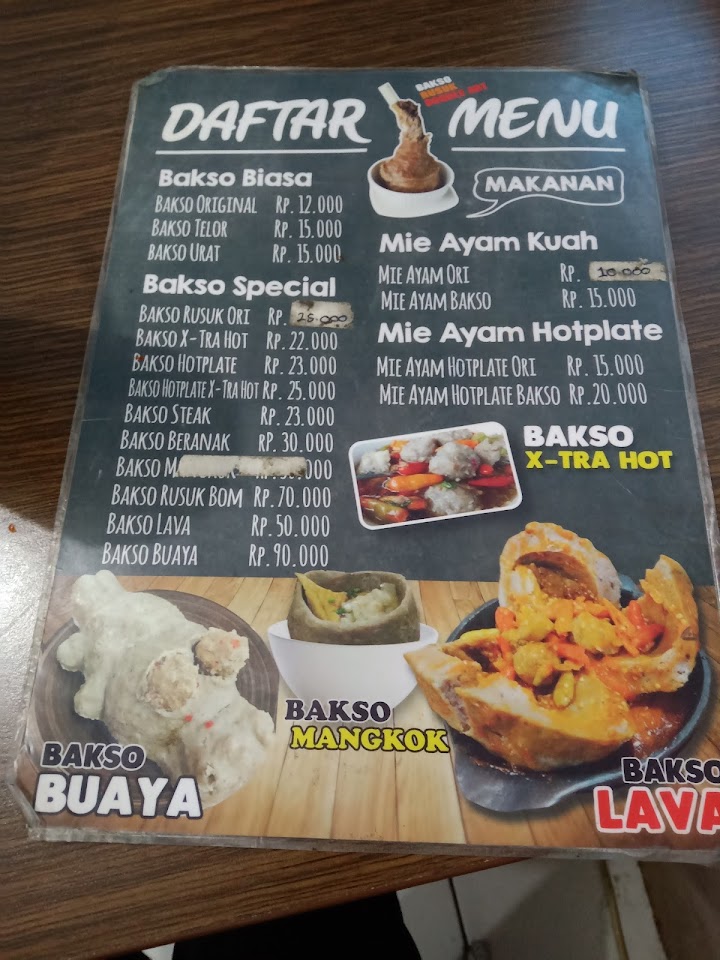 DAFTAR MENU
BAKSO
RUSUK
MAKANAN
Bakso Biasa
BAKSO ORIGINAL RP. 12.000
BAKSO TELOR RP. 15.000
BAKSO URAT RP. 15.000
Bakso Special
BAKSO RUSUK ORI RP. 25.000
BAKSO X-TRA HOT RP. 22.000
BAKSO HOTPLATE RP. 23.000
BAKSO HOTPLATE X-TRA HOT RP. 25.000
BAKSO STEAK RP. 23.000
BAKSO BERANAK RP. 30.000
BAKSO
BAKSO RUSUK BOM RP. 70.000
BAKSO LAVA RP. 50.000
BAKSO BUAYA RP. 90.000
Mie Ayam Kuah
MIE AYAM ORI RP. 10.000
MIE AYAM BAKSO RP. 15.000
Mie Ayam Hotplate
MIE AYAM HOTPLATE ORI RP. 15.000
MIE AYAM HOTPLATE BAKSO RP. 20.000
BAKSO
X-TRA HOT
BAKSO
BUAYA
BAKSO
MANGKOK
BAKSO
LAVA